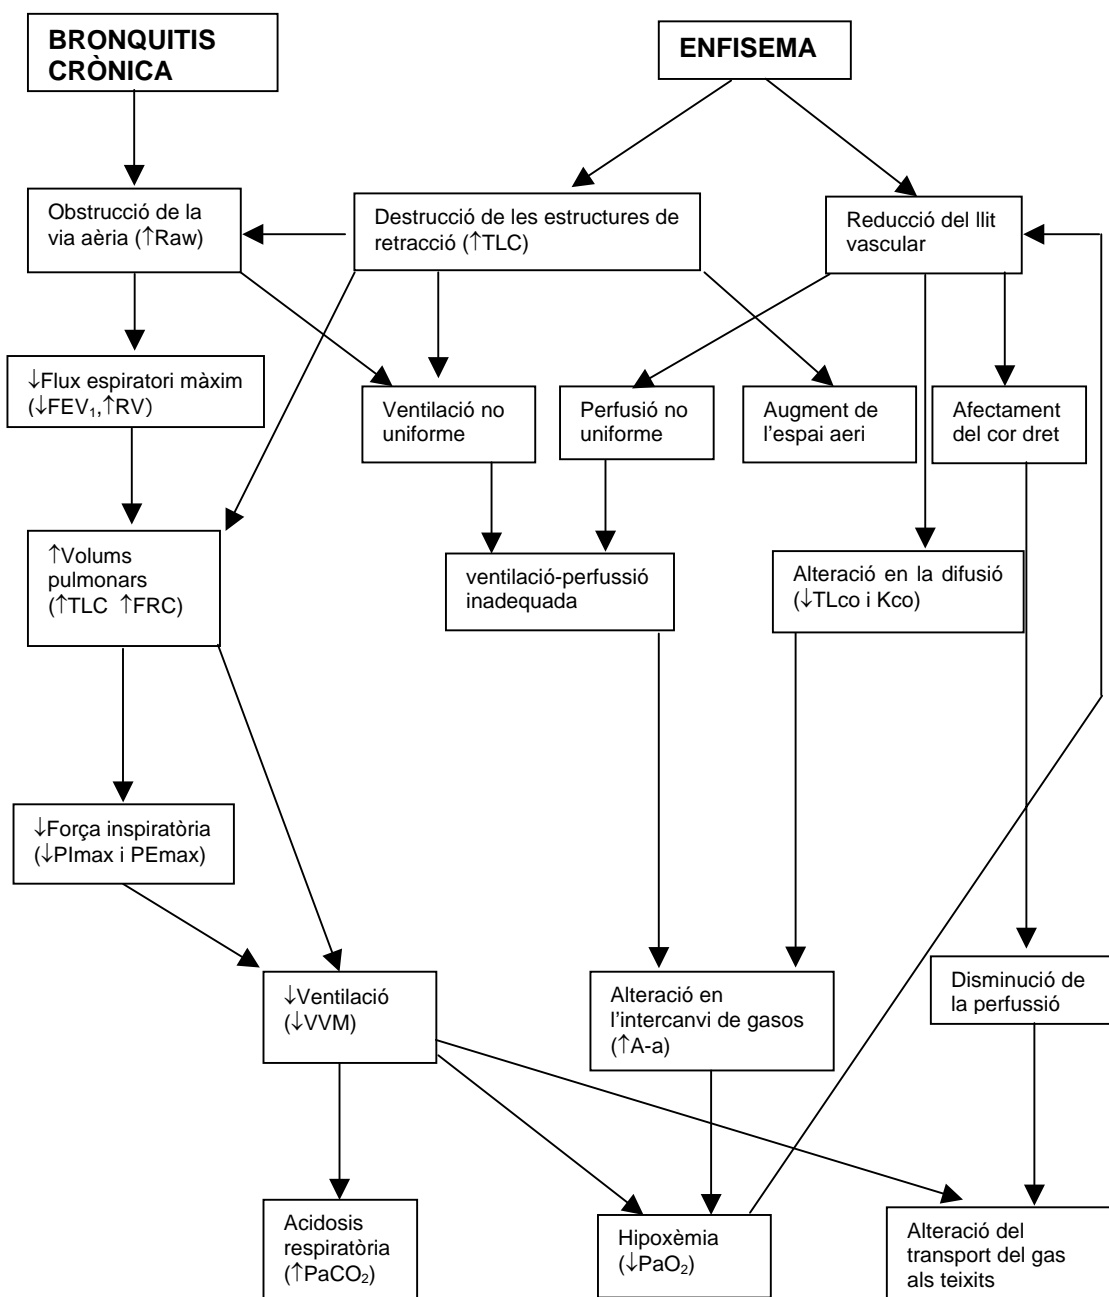 BRONQUITIS
CRÒNICA
ENFISEMA
Obstrucció de la
via aèria (↑Raw)
Destrucció de les estructures de
retracció (↑TLC)
Reducció del llit
vascular
↓Flux espiratori màxim
(↓FEV₁,↑RV)
Ventilació no
uniforme
Perfusió no
uniforme
Augment de
l'espai aeri
Afectament
del cor dret
↑Volums
pulmonars
(↑TLC ↑FRC)
ventilació-perfussió
inadequada
Alteració en la difusió
(↓TLco i Kco)
↓Força inspiratòria
(↓PImax i PEmax)
↓Ventilació
(↓VVM)
Alteració en
l'intercanvi de gasos
(↑A-a)
Disminució de
la perfussió
Acidosis
respiratòria
(↑PaCO₂)
Hipoxèmia
(↓PaO₂)
Alteració del
transport del gas
als teixits